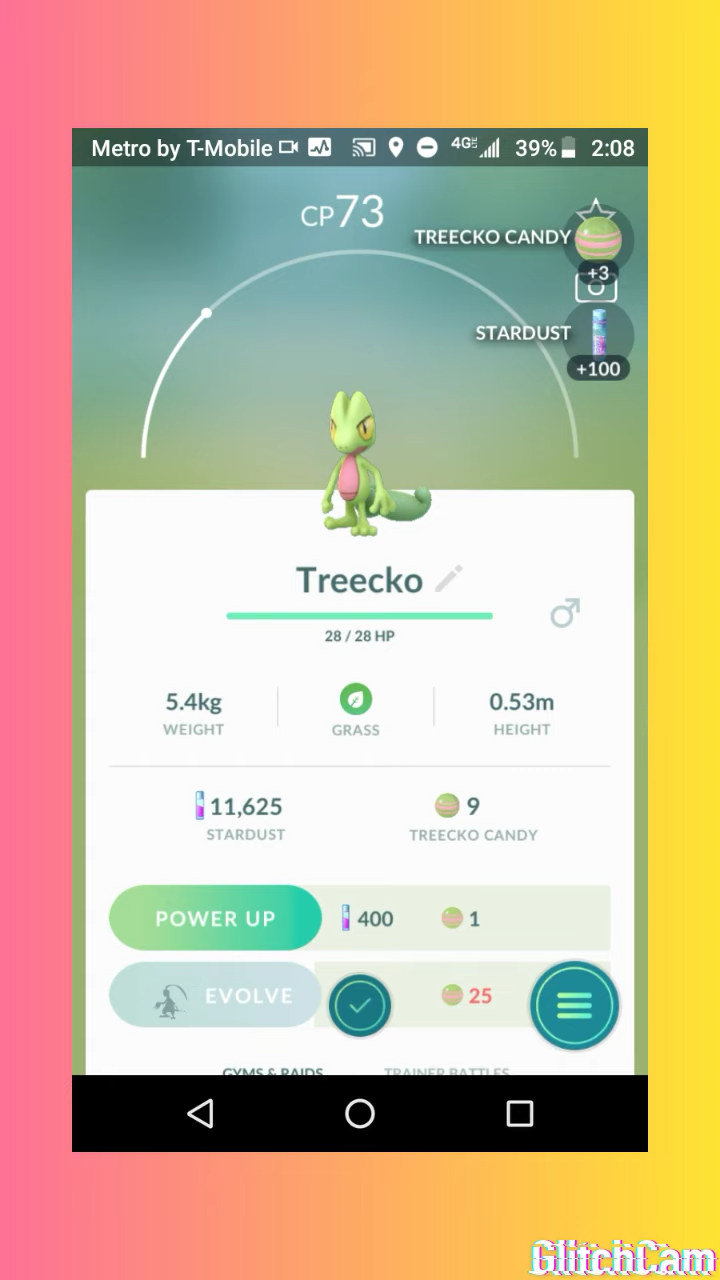 Metro by T-Mobile 4G LTE 39% 2:08
CP73
TREECKO CANDY
+3
STARDUST
+100
Treecko
28 / 28 HP
5.4kg
WEIGHT
GRASS
0.53m
HEIGHT
11,625
STARDUST
9
TREECKO CANDY
POWER UP 400 1
EVOLVE 25
GYMS & RAIDS TRAINER BATTLES
GlitchCam